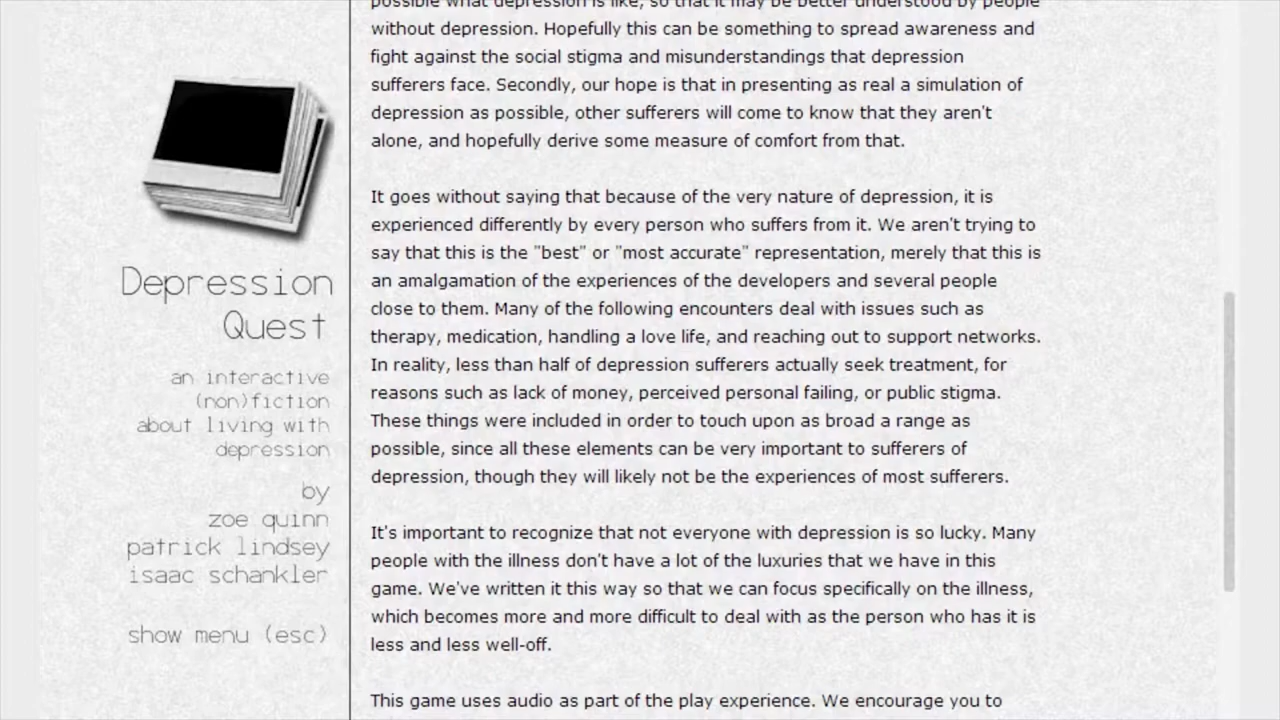 possible what depression is like, so that it may be better understood by people
without depression. Hopefully this can be something to spread awareness and
fight against the social stigma and misunderstandings that depression
sufferers face. Secondly, our hope is that in presenting as real a simulation of
depression as possible, other sufferers will come to know that they aren't
alone, and hopefully derive some measure of comfort from that.
It goes without saying that because of the very nature of depression, it is
experienced differently by every person who suffers from it. We aren't trying to
say that this is the "best" or "most accurate" representation, merely that this is
an amalgamation of the experiences of the developers and several people
close to them. Many of the following encounters deal with issues such as
therapy, medication, handling a love life, and reaching out to support networks.
In reality, less than half of depression sufferers actually seek treatment, for
reasons such as lack of money, perceived personal failing, or public stigma.
These things were included in order to touch upon as broad a range as
possible, since all these elements can be very important to sufferers of
depression, though they will likely not be the experiences of most sufferers.
It's important to recognize that not everyone with depression is so lucky. Many
people with the illness don't have a lot of the luxuries that we have in this
game. We've written it this way so that we can focus specifically on the illness,
which becomes more and more difficult to deal with as the person who has it is
less and less well-off.
This game uses audio as part of the play experience. We encourage you to
Depression
Quest
an interactive
(non)fiction
about living with
depression
by
zoe quinn
patrick lindsey
isaac schankler
show menu (esc)